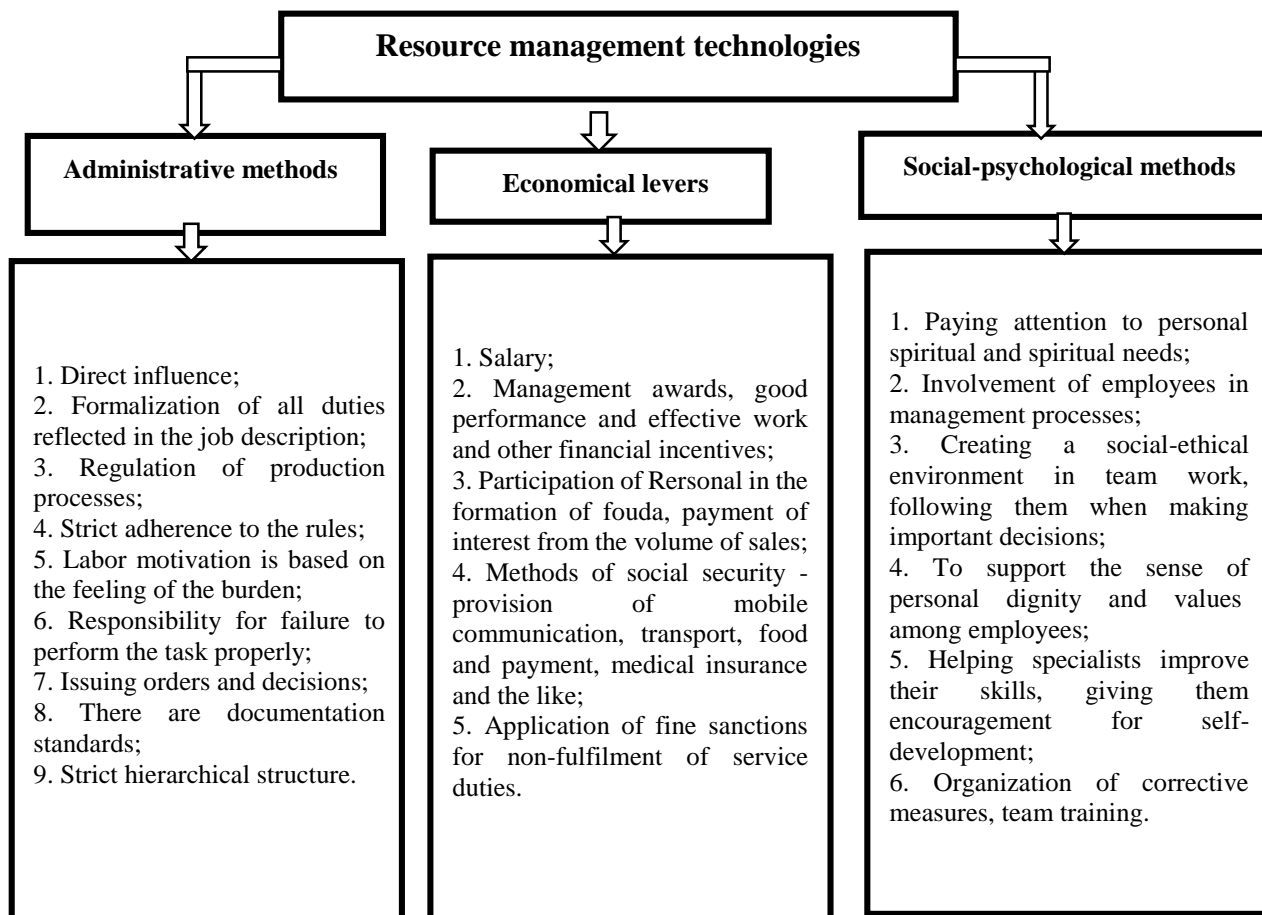 Resource management technologies
Administrative methods
Economical levers
Social-psychological methods
1. Direct influence;
2. Formalization of all duties
reflected in the job description;
3. Regulation of production
processes;
4. Strict adherence to the rules;
5. Labor motivation is based on
the feeling of the burden;
6. Responsibility for failure to
perform the task properly;
7. Issuing orders and decisions;
8. There are documentation
standards;
9. Strict hierarchical structure.
1. Salary;
2. Management awards, good
performance and effective work
and other financial incentives;
3. Participation of Rersonal in the
formation of fouda, payment of
interest from the volume of sales;
4. Methods of social security -
provision of mobile
communication, transport, food
and payment, medical insurance
and the like;
5. Application of fine sanctions
for non-fulfilment of service
duties.
1. Paying attention to personal
spiritual and spiritual needs;
2. Involvement of employees in
management processes;
3. Creating a social-ethical
environment in team work,
following them when making
important decisions;
4. To support the sense of
personal dignity and values
among employees;
5. Helping specialists improve
their skills, giving them
encouragement for self-
development;
6. Organization of corrective
measures, team training.